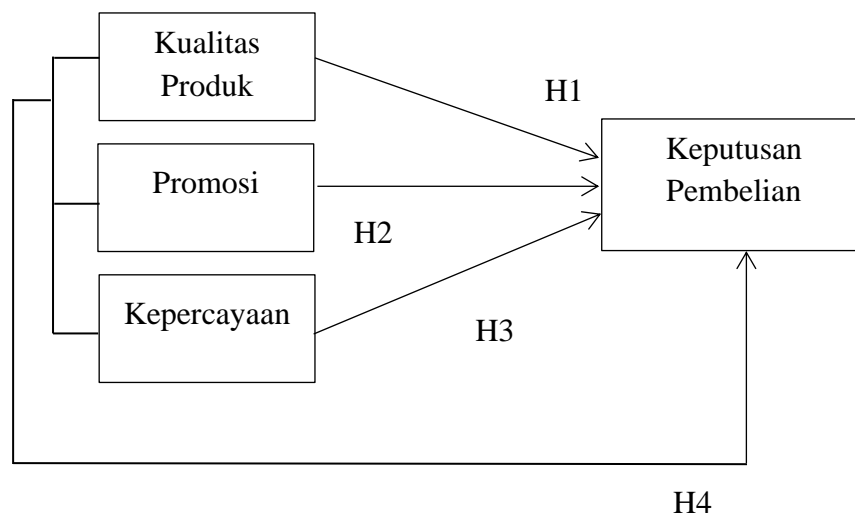 Kualitas
Produk
H1
Keputusan
Pembelian
Promosi
H2
Kepercayaan
H3
H4